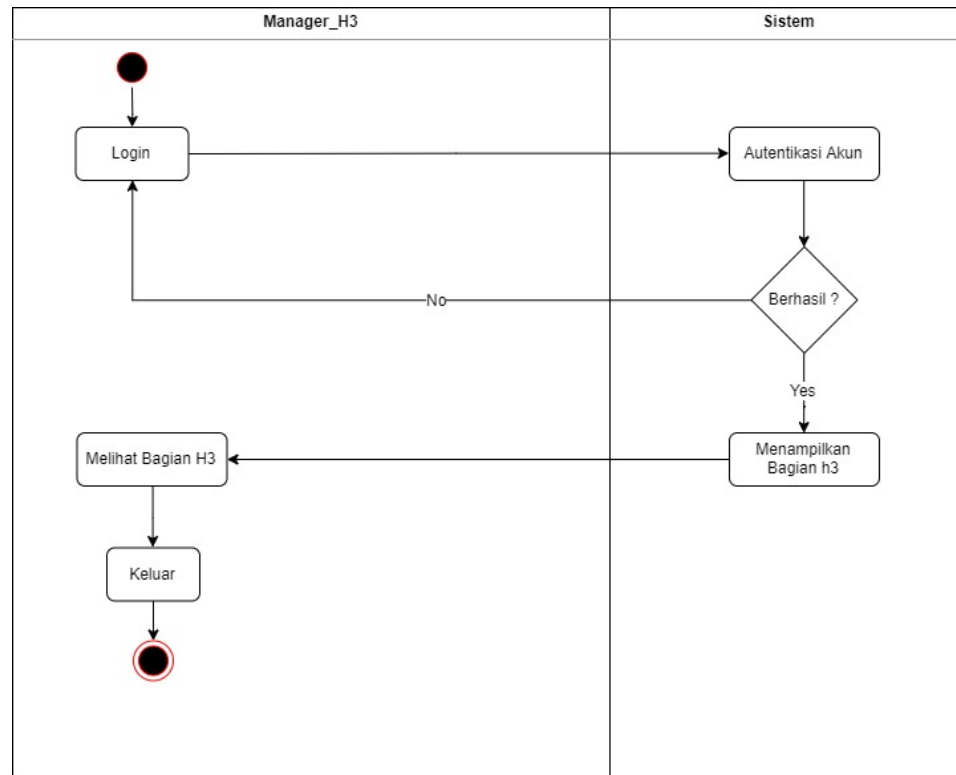 Manager_H3
Sistem
Login
Autentikasi Akun
Berhasil ?
No
Yes
Melihat Bagian H3
Menampilkan
Bagian h3
Keluar